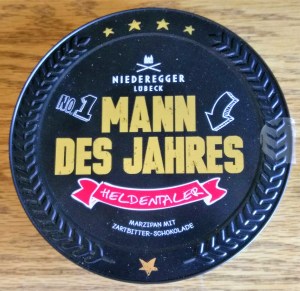 NIEDEREGGER
LÜBECK
NO. 1
MANN
DES JAHRES
HELDENTALER
MARZIPAN MIT
ZARTBITTER-SCHOKOLADE